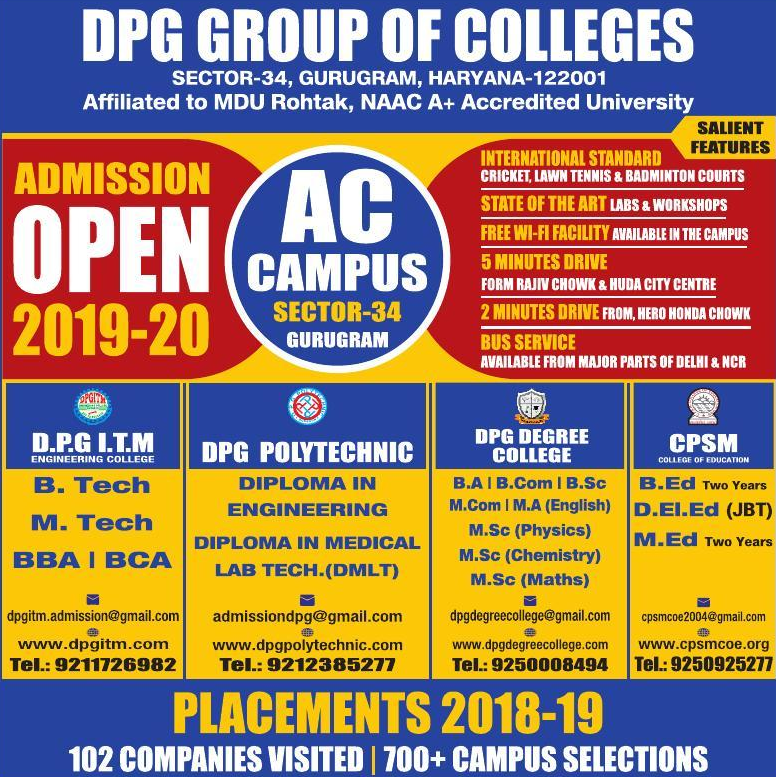 DPG GROUP OF COLLEGES
SECTOR-34, GURUGRAM, HARYANA-122001
Affiliated to MDU Rohtak, NAAC A+ Accredited University
SALIENT
FEATURES
ADMISSION
OPEN
2019-20
AC
CAMPUS
SECTOR-34
GURUGRAM
INTERNATIONAL STANDARD
CRICKET, LAWN TENNIS & BADMINTON COURTS
STATE OF THE ART LABS & WORKSHOPS
FREE WI-FI FACILITY AVAILABLE IN THE CAMPUS
5 MINUTES DRIVE
FORM RAJIV CHOWK & HUDA CITY CENTRE
2 MINUTES DRIVE FROM, HERO HONDA CHOWK
BUS SERVICE
AVAILABLE FROM MAJOR PARTS OF DELHI & NCR
DPGITM
D.P.G I.T.M
ENGINEERING COLLEGE
B. Tech
M. Tech
BBA | BCA
dpgitm.admission@gmail.com
www.dpgitm.com
Tel.: 9211726982
DPG POLYTECHNIC
DIPLOMA IN
ENGINEERING
DIPLOMA IN MEDICAL
LAB TECH.(DMLT)
admissiondpg@gmail.com
www.dpgpolytechnic.com
Tel.: 9212385277
DPG DEGREE
COLLEGE
B.A | B.Com | B.Sc
M.Com | M.A (English)
M.Sc (Physics)
M.Sc (Chemistry)
M.Sc (Maths)
dpgdegreecollege@gmail.com
www.dpgdegreecollege.com
Tel.: 9250008494
CPSM
COLLEGE OF EDUCATION
B.Ed Two Years
D.El.Ed (JBT)
M.Ed Two Years
cpsmcoe2004@gmail.com
www.cpsmcoe.org
Tel.: 9250925277
PLACEMENTS 2018-19
102 COMPANIES VISITED | 700+ CAMPUS SELECTIONS